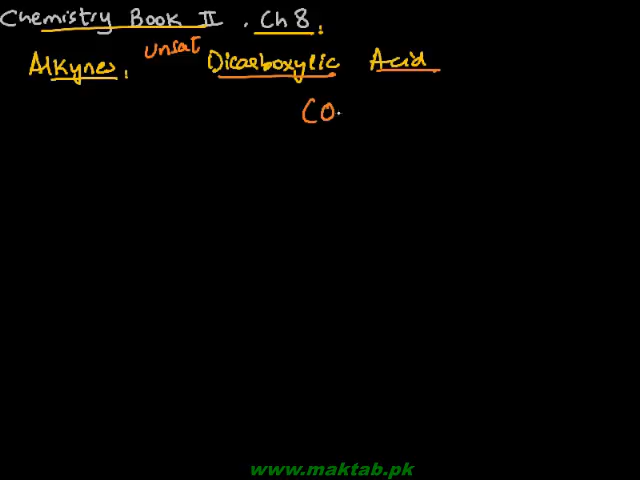 Chemistry Book II . Ch 8 .
Alkynes . unsat Dicarboxylic Acid
CO
www.maktab.pk